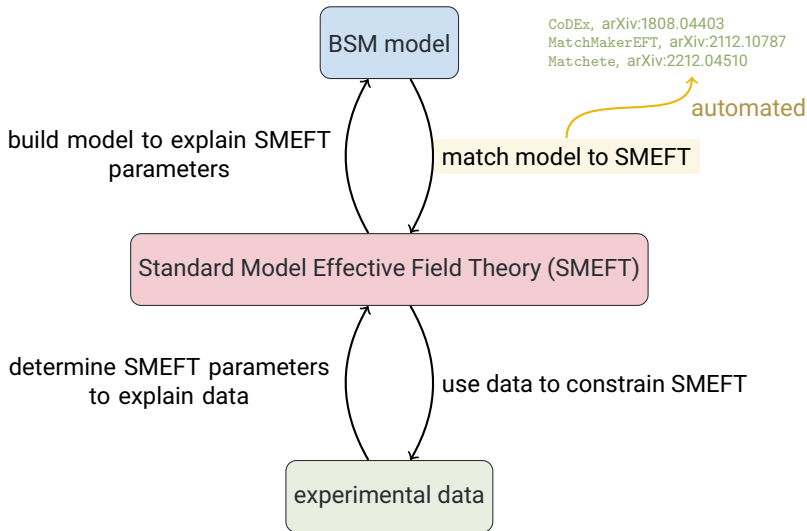 CoDEx, arXiv:1808.04403
MatchMakerEFT, arXiv:2112.10787
Matchete, arXiv:2212.04510
BSM model
automated
build model to explain SMEFT
parameters
match model to SMEFT
Standard Model Effective Field Theory (SMEFT)
determine SMEFT parameters
to explain data
use data to constrain SMEFT
experimental data